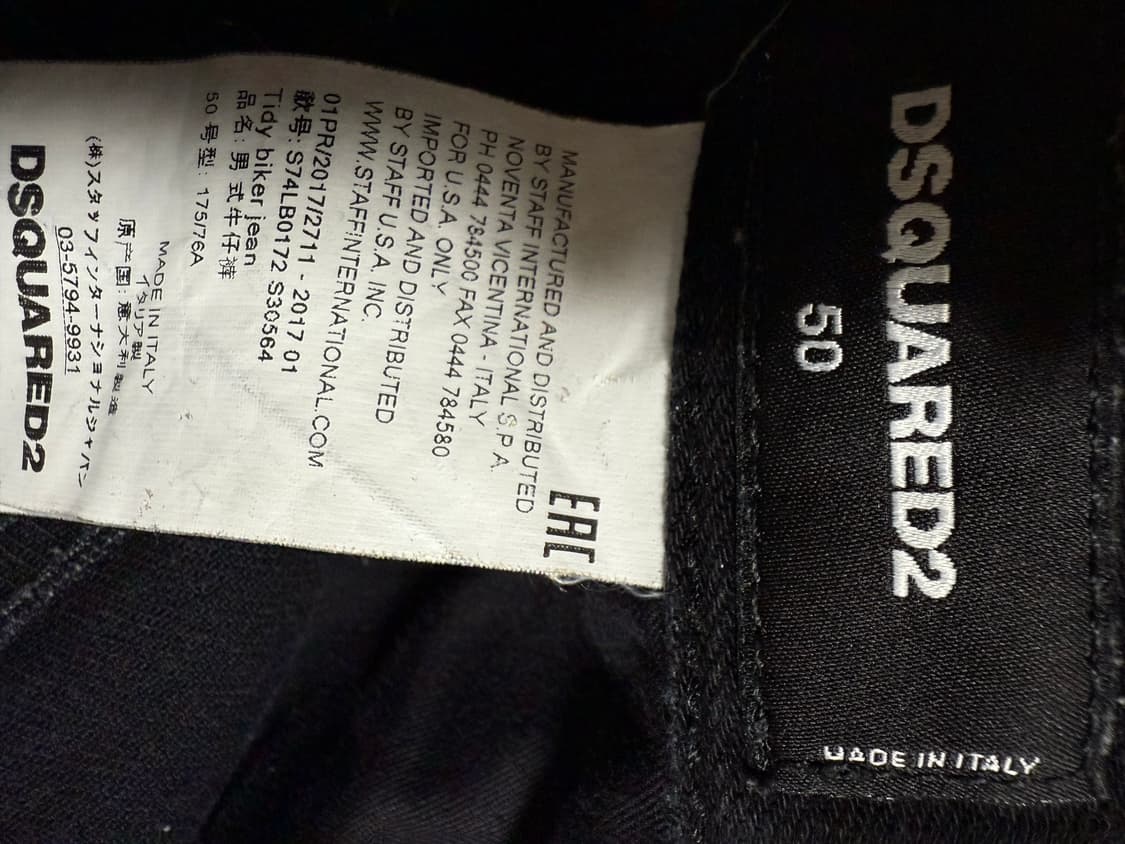 DSQUARED2
50
MADE IN ITALY
EAC
MANUFACTURED AND DISTRIBUTED
BY STAFF INTERNATIONAL S.P.A.
NOVENTA VICENTINA - ITALY
PH 0444 784500 FAX 0444 784580
FOR U.S.A. ONLY
IMPORTED AND DISTRIBUTED
BY STAFF U.S.A. INC.
WWW.STAFFINTERNATIONAL.COM
01PR/2017/2711 - 2017 01
款号: S74LB0172 S30564
Tidy biker jean
品名: 男式牛仔裤
50 号型: 175/76A
MADE IN ITALY
イタリア製
原产国: 意大利製造
(株)スタッフインターナショナルジャパン
03-5794-9931
DSQUARED2